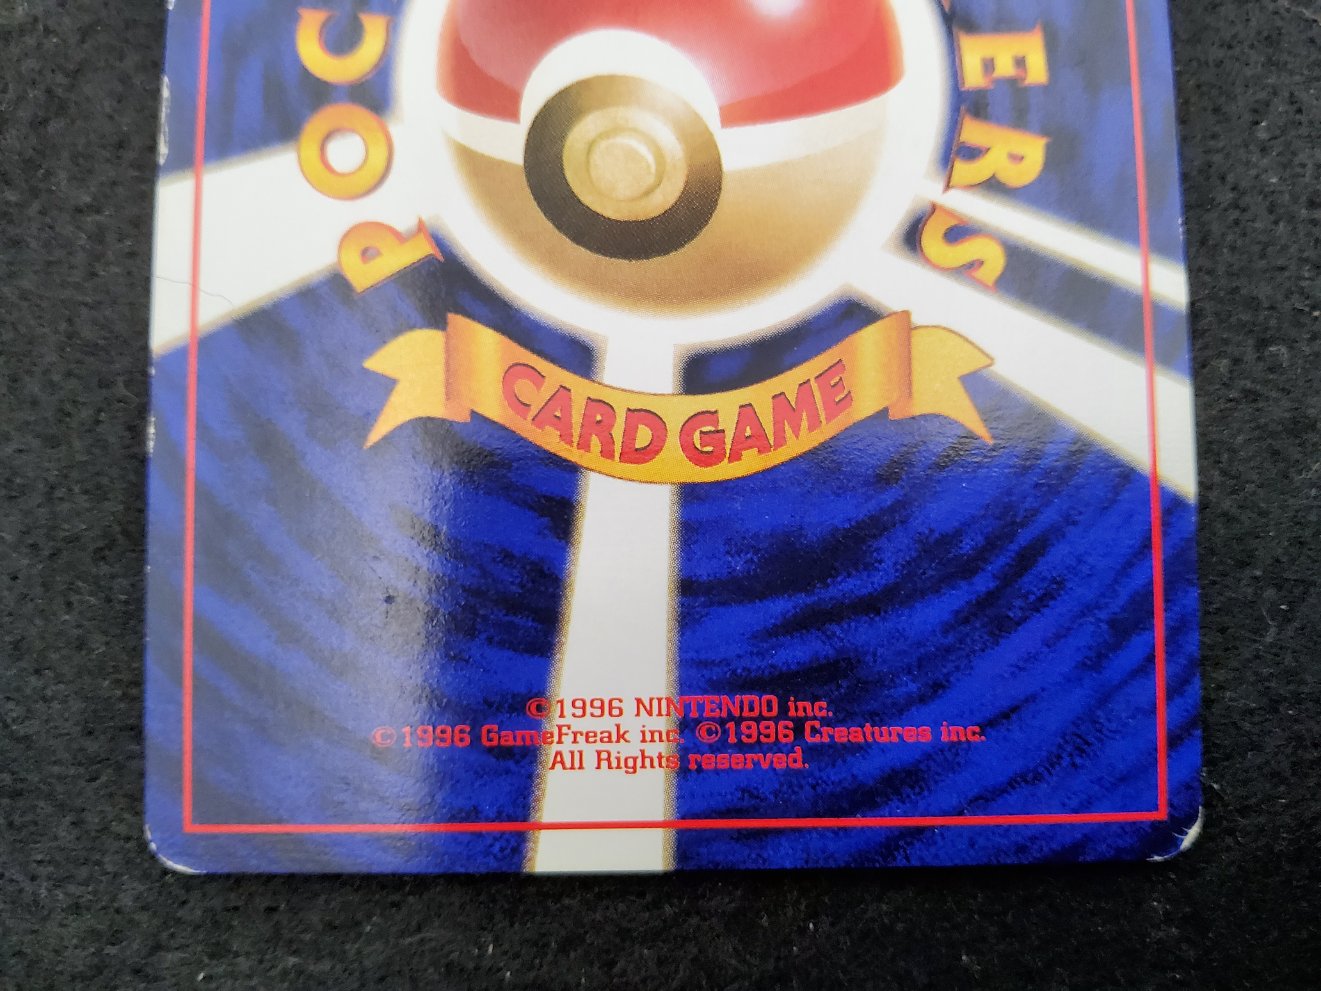 POC
ERS
CARD GAME
©1996 NINTENDO inc.
©1996 GameFreak inc. ©1996 Creatures inc.
All Rights reserved.